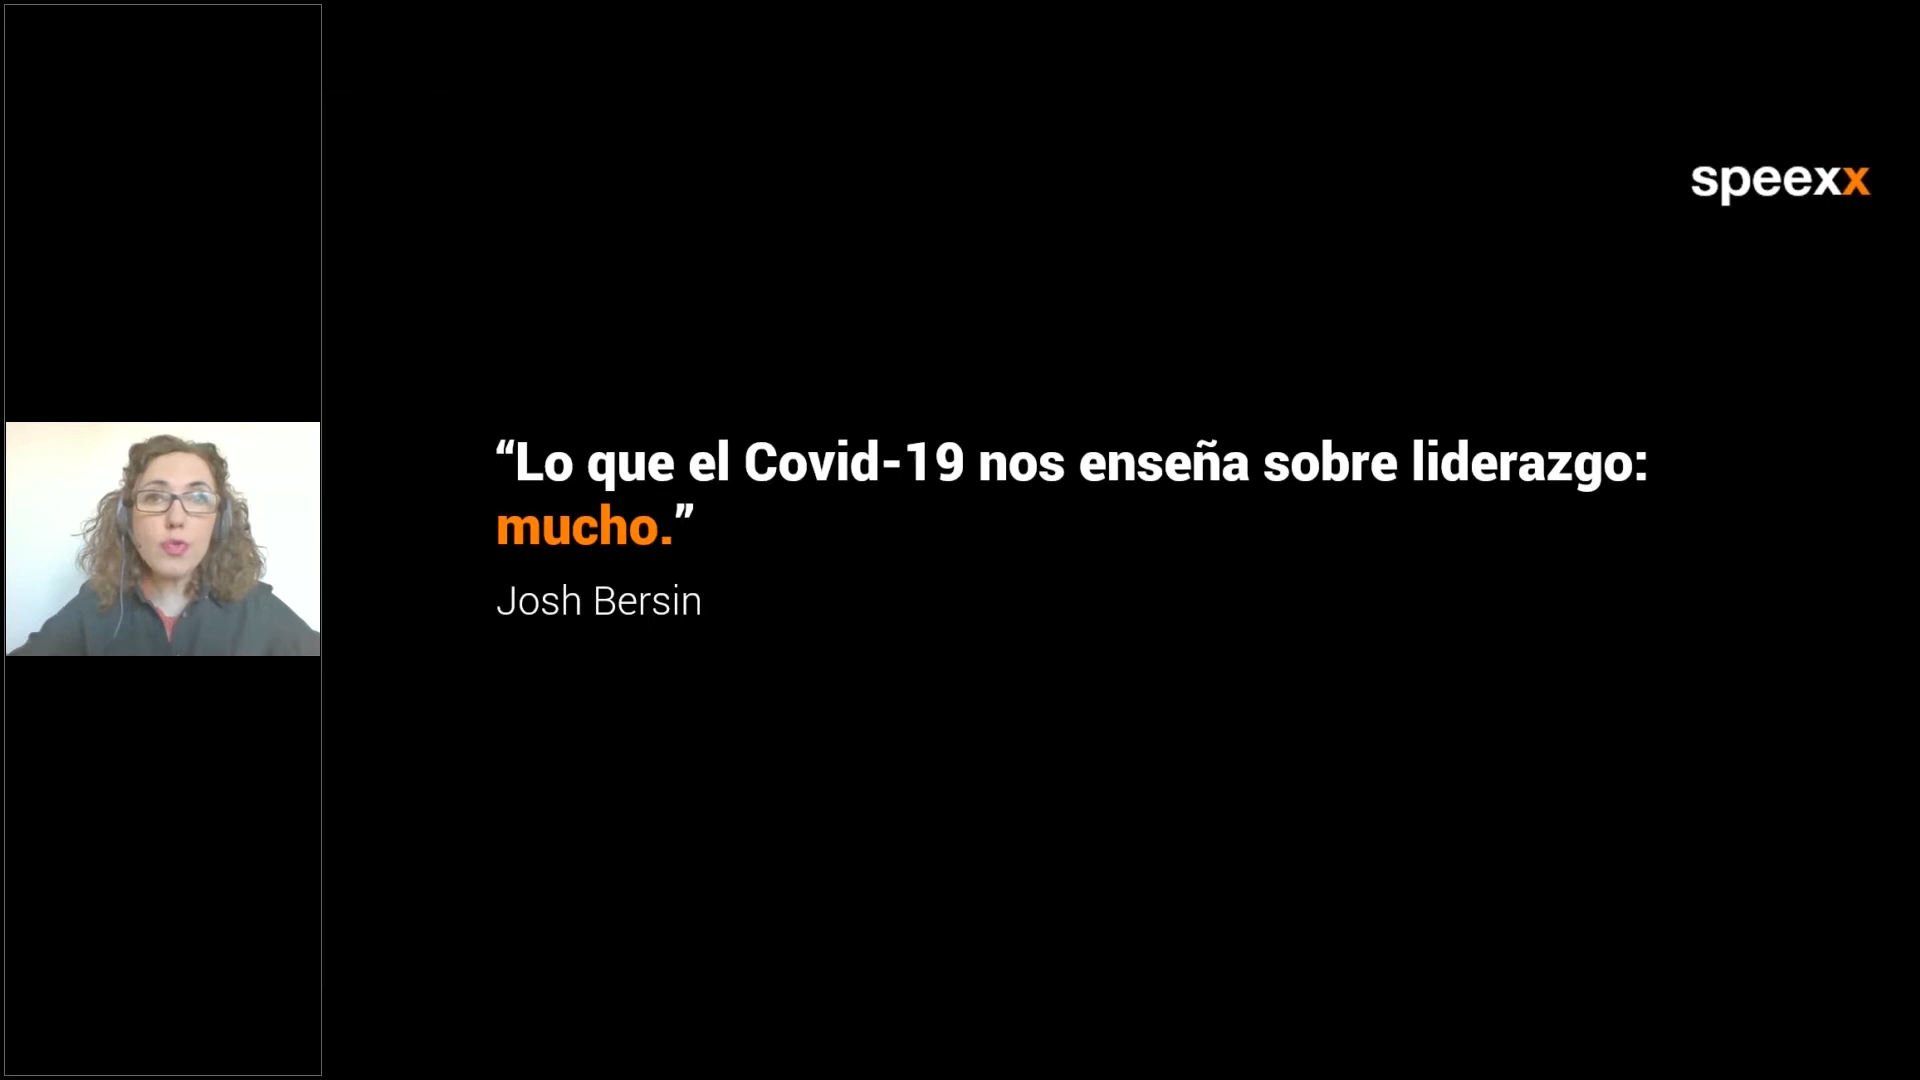 speexx
“Lo que el Covid-19 nos enseña sobre liderazgo:
mucho.”
Josh Bersin